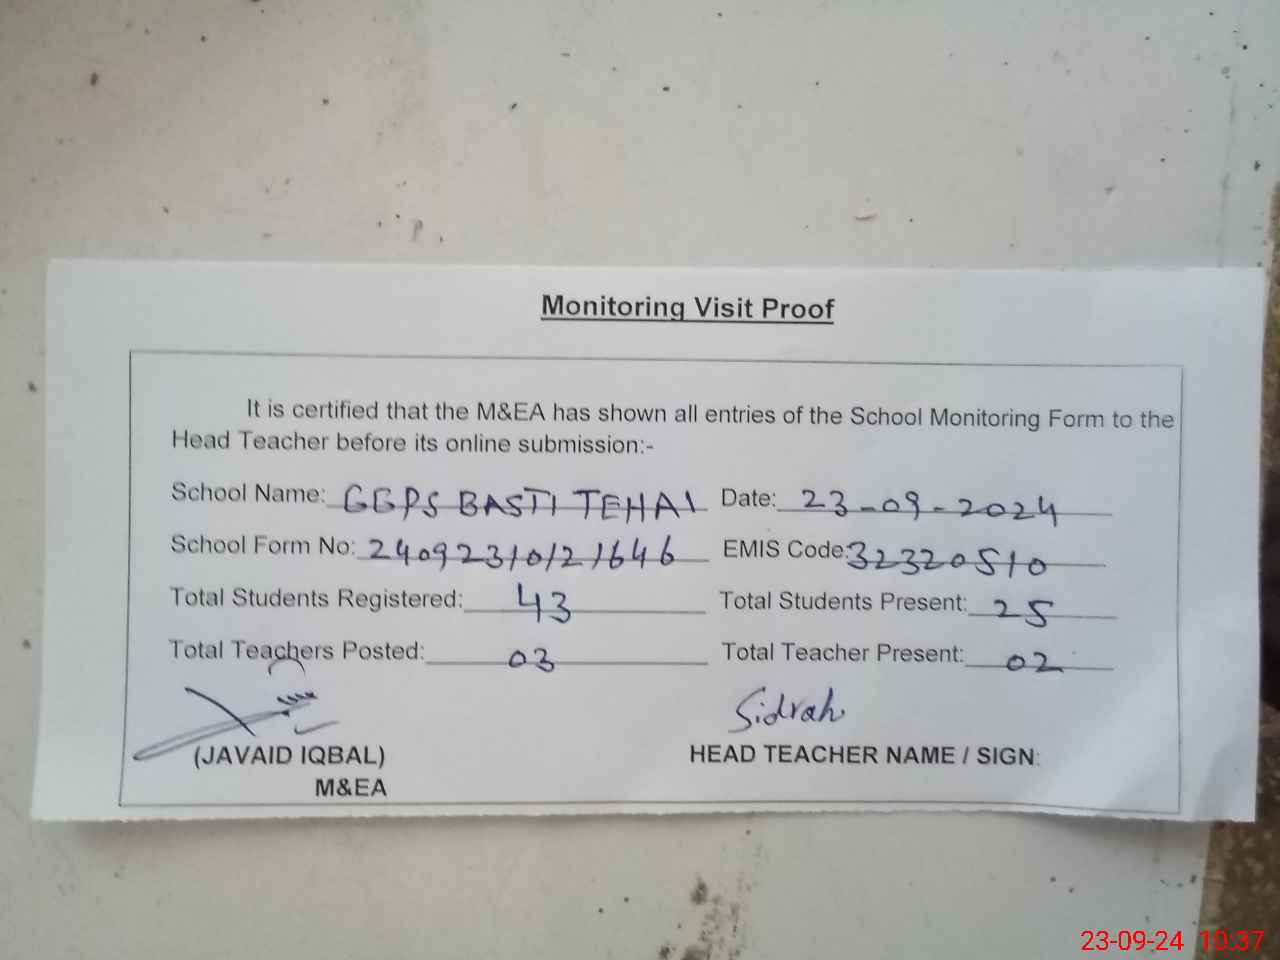 Monitoring Visit Proof
It is certified that the M&EA has shown all entries of the School Monitoring Form to the
Head Teacher before its online submission:-
School Name: GGPS BASTI TEHAL Date: 23-09-2024
School Form No: 24092310121646 EMIS Code: 32320510
Total Students Registered: 43 Total Students Present: 25
Total Teachers Posted: 03 Total Teacher Present: 02
Sidrah
(JAVAID IQBAL) HEAD TEACHER NAME / SIGN:
M&EA
23-09-24 10:37